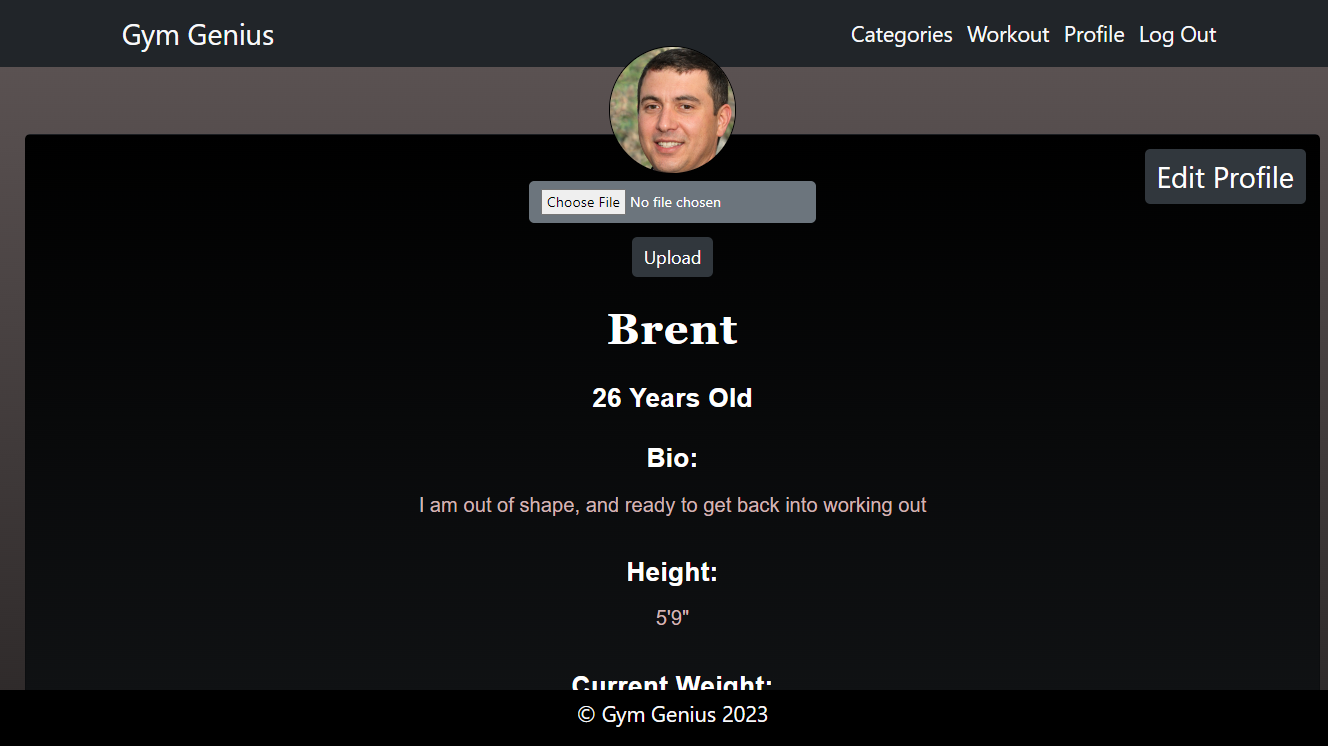 Gym Genius
Categories Workout Profile Log Out
Edit Profile
Choose File No file chosen
Upload
Brent
26 Years Old
Bio:
I am out of shape, and ready to get back into working out
Height:
5'9"
Current Weight:
© Gym Genius 2023